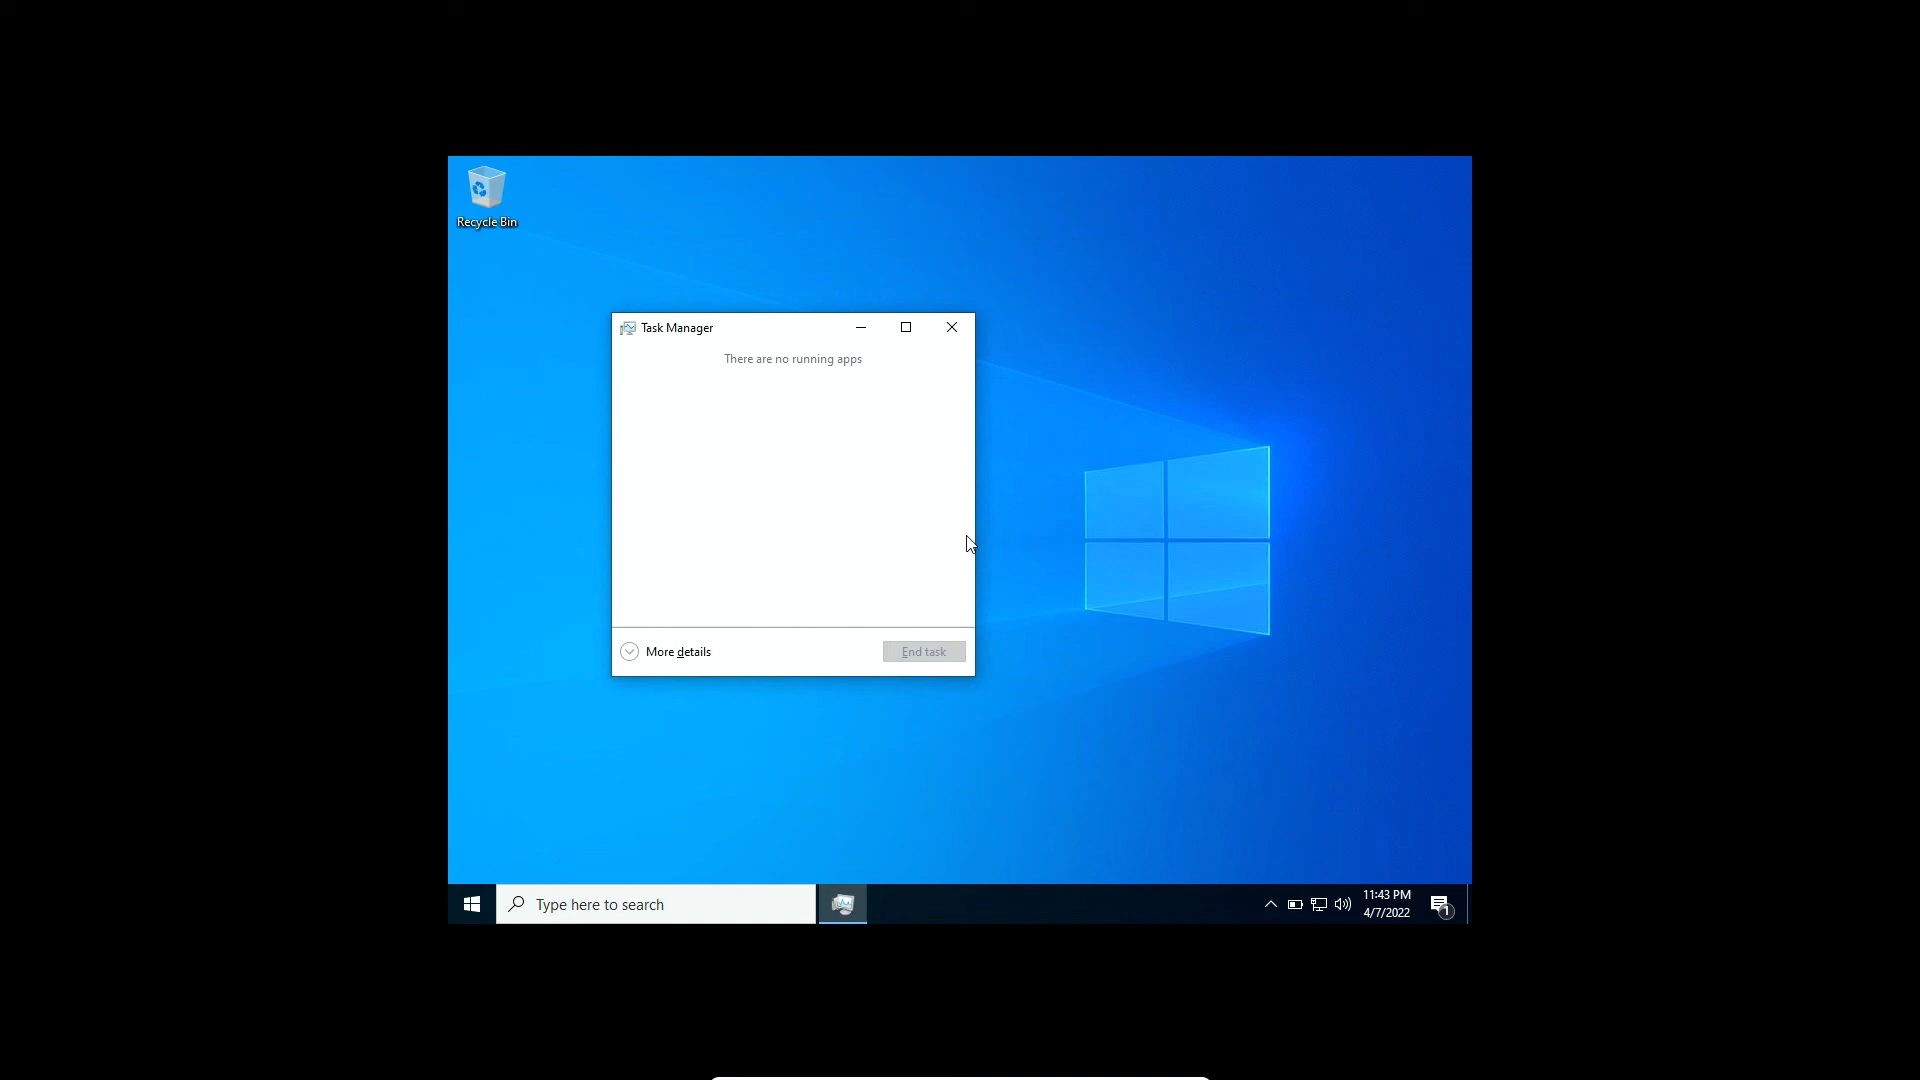 Recycle Bin
Task Manager
There are no running apps
More details
End task
Type here to search
11:43 PM
4/7/2022
1